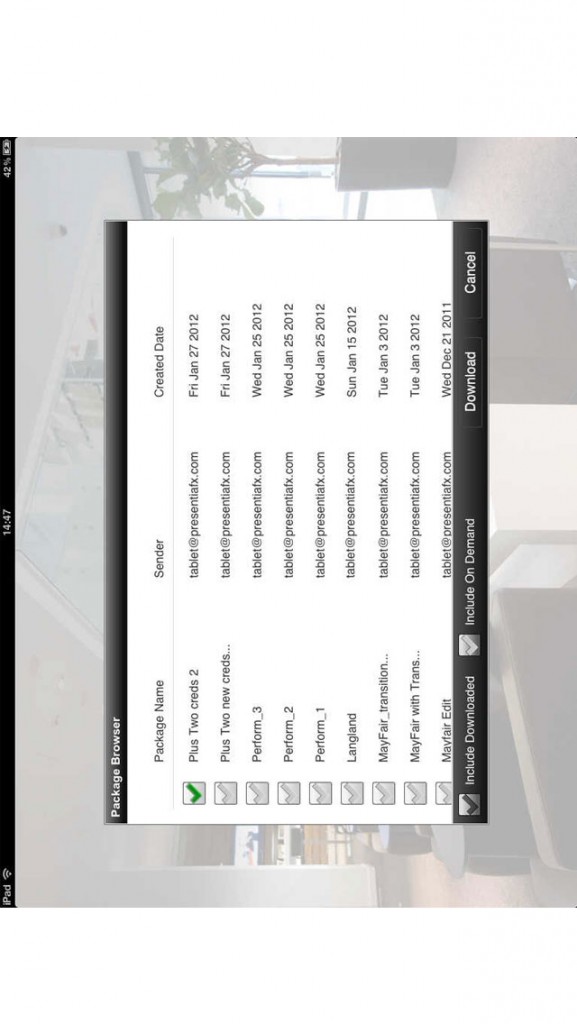 iPad 14:47 42%
Package Browser
Package Name Sender Created Date
Plus Two creds 2 tablet@presentiafx.com Fri Jan 27 2012
Plus Two new creds... tablet@presentiafx.com Fri Jan 27 2012
Perform_3 tablet@presentiafx.com Wed Jan 25 2012
Perform_2 tablet@presentiafx.com Wed Jan 25 2012
Perform_1 tablet@presentiafx.com Wed Jan 25 2012
Langland tablet@presentiafx.com Sun Jan 15 2012
MayFair_transition... tablet@presentiafx.com Tue Jan 3 2012
MayFair with Trans... tablet@presentiafx.com Tue Jan 3 2012
Mayfair Edit tablet@presentiafx.com Wed Dec 21 2011
Include Downloaded Include On Demand Download Cancel